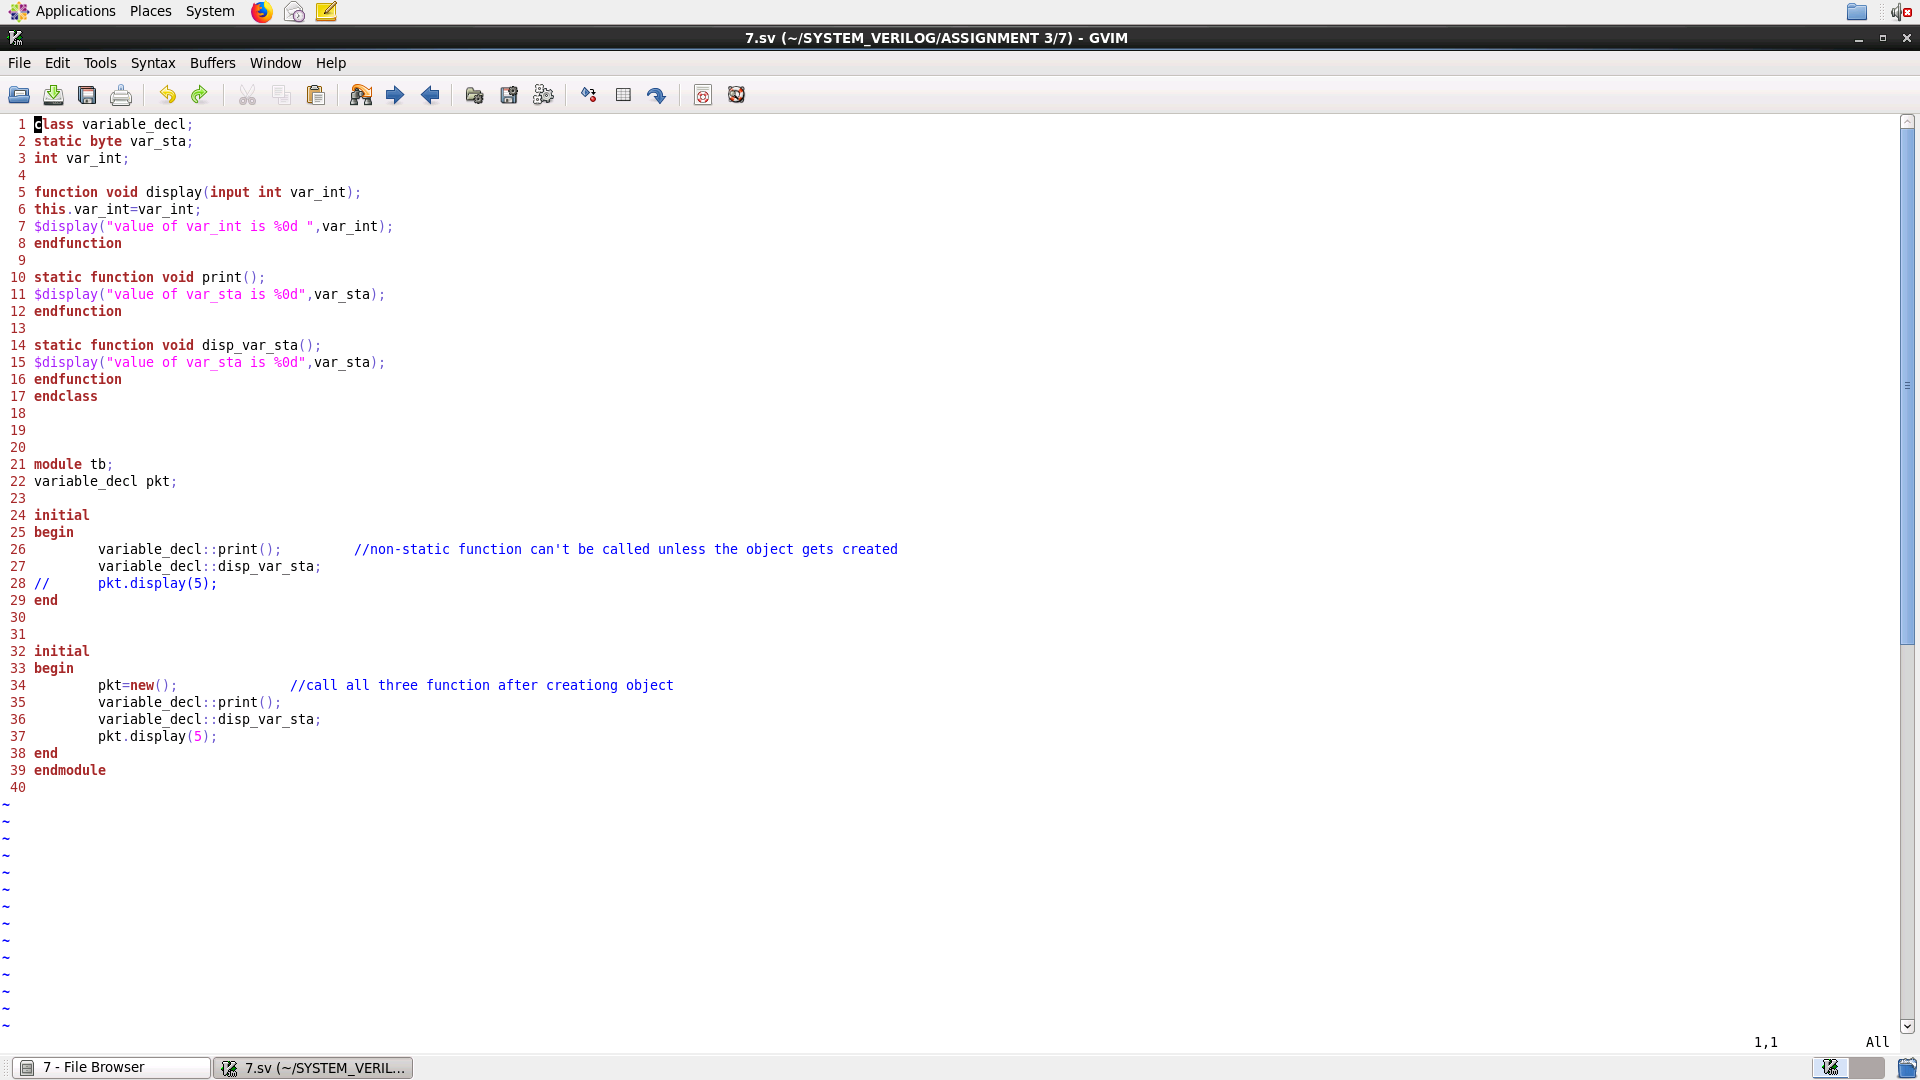 Applications Places System
7.sv (~/SYSTEM_VERILOG/ASSIGNMENT 3/7) - GVIM
File Edit Tools Syntax Buffers Window Help
1 class variable_decl;
2 static byte var_sta;
3 int var_int;
4
5 function void display(input int var_int);
6 this.var_int=var_int;
7 $display("value of var_int is %0d ",var_int);
8 endfunction
9
10 static function void print();
11 $display("value of var_sta is %0d",var_sta);
12 endfunction
13
14 static function void disp_var_sta();
15 $display("value of var_sta is %0d",var_sta);
16 endfunction
17 endclass
18
19
20
21 module tb;
22 variable_decl pkt;
23
24 initial
25 begin
26         variable_decl::print();         //non-static function can't be called unless the object gets created
27         variable_decl::disp_var_sta;
28 //      pkt.display(5);
29 end
30
31
32 initial
33 begin
34         pkt=new();              //call all three function after creationg object
35         variable_decl::print();
36         variable_decl::disp_var_sta;
37         pkt.display(5);
38 end
39 endmodule
40
~
~
~
~
~
~
~
~
~
~
~
~
~
~
1,1 All
7 - File Browser 7.sv (~/SYSTEM_VERIL...